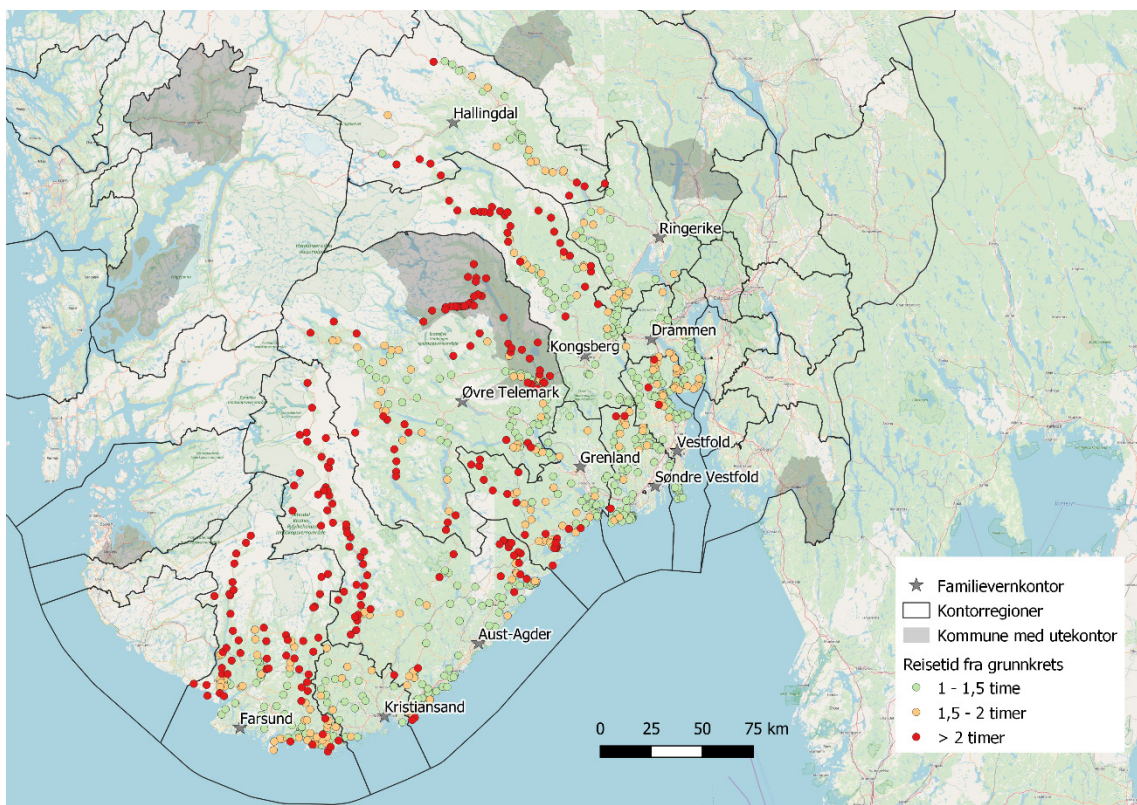 Hallingdal
Ringerike
Drammen
Kongsberg
Øvre Telemark
Vestfold
Grenland
Søndre Vestfold
Aust-Agder
Kristiansand
Farsund
0 25 50 75 km
Familievernkontor
Kontorregioner
Kommune med utekontor
Reisetid fra grunnkrets
1 - 1,5 time
1,5 - 2 timer
> 2 timer